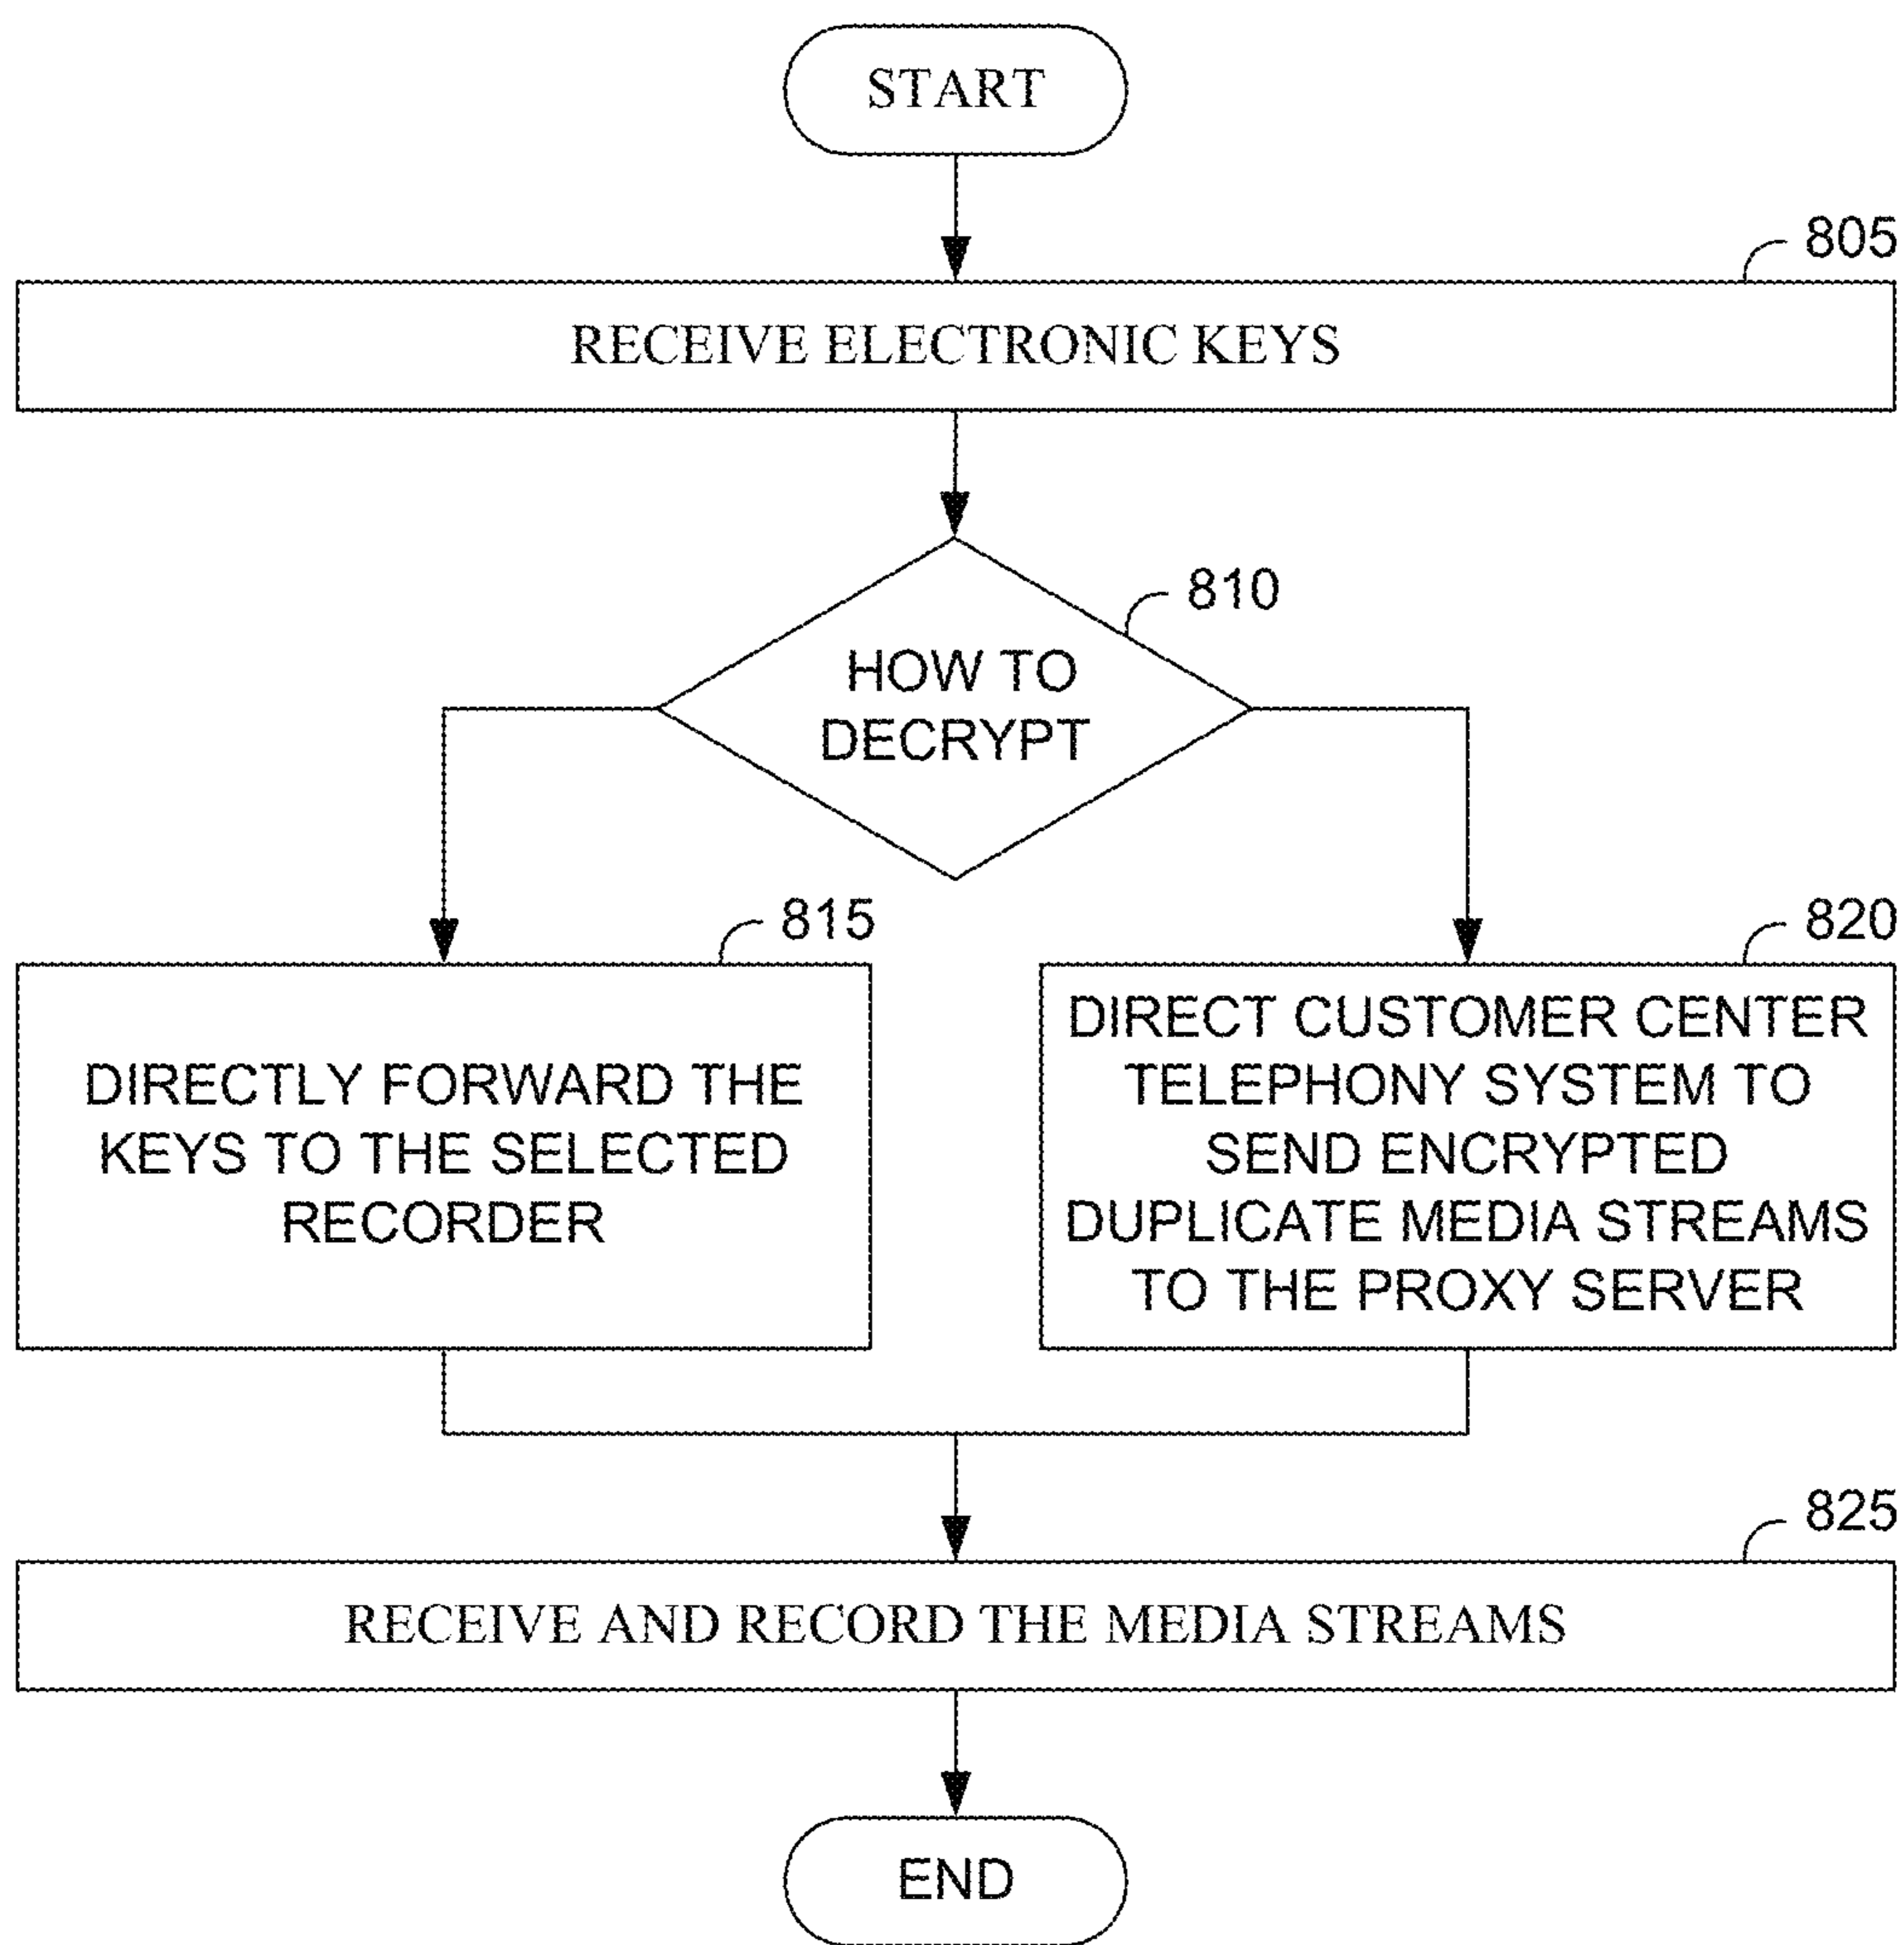 START
805
RECEIVE ELECTRONIC KEYS
810
HOW TO
DECRYPT
815
DIRECTLY FORWARD THE
KEYS TO THE SELECTED
RECORDER
820
DIRECT CUSTOMER CENTER
TELEPHONY SYSTEM TO
SEND ENCRYPTED
DUPLICATE MEDIA STREAMS
TO THE PROXY SERVER
825
RECEIVE AND RECORD THE MEDIA STREAMS
END